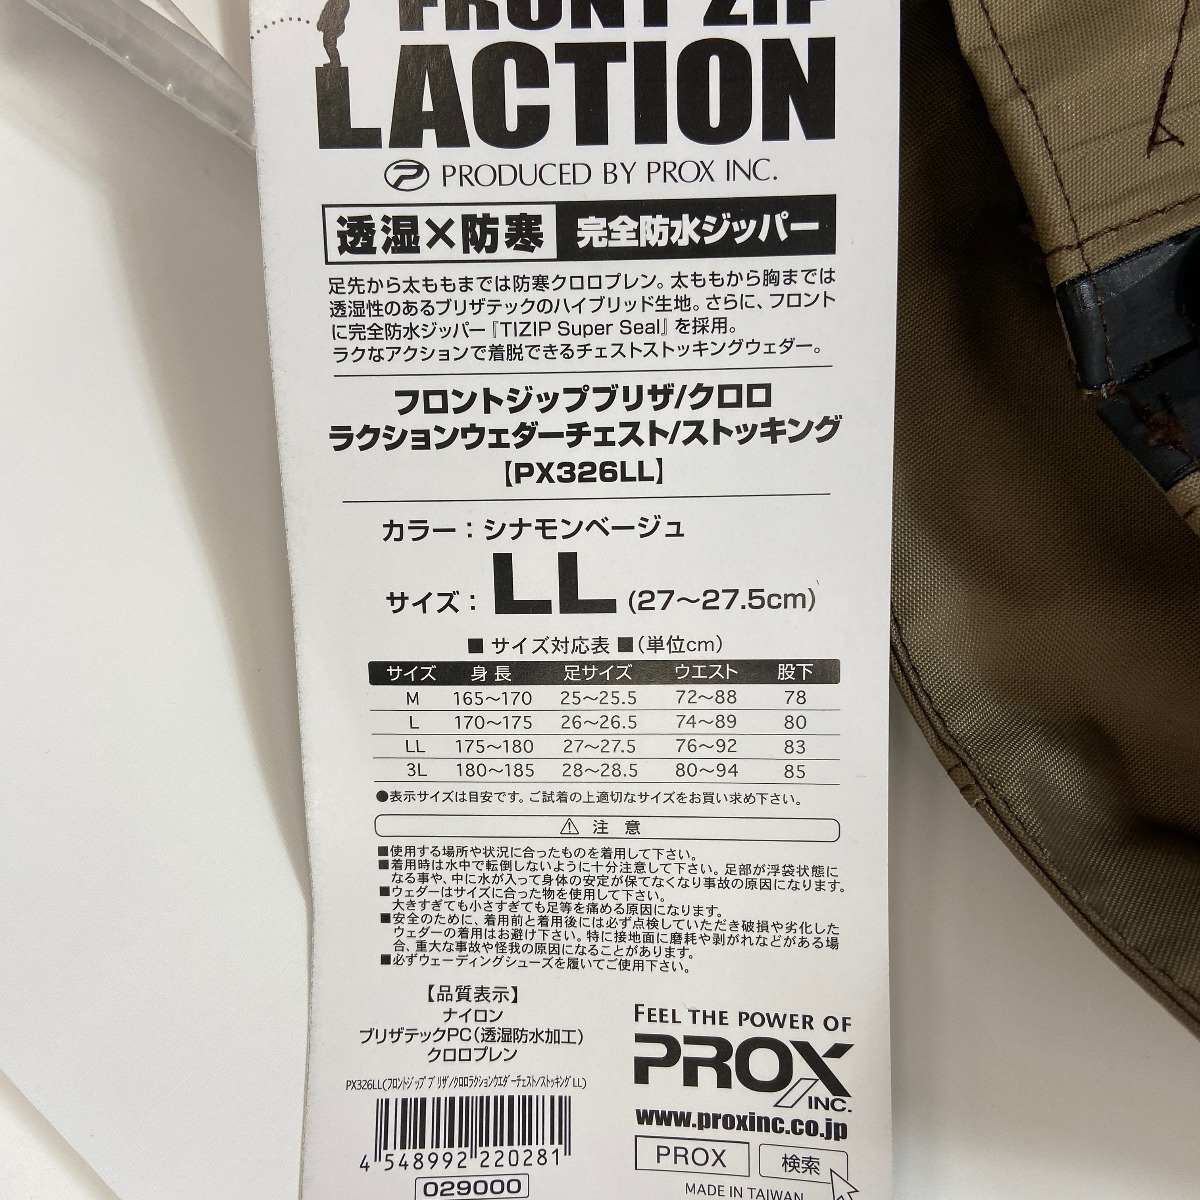 FRONT ZIP
LACTION
PRODUCED BY PROX INC.
透湿×防寒 完全防水ジッパー
足先から太ももまでは防寒クロロプレン。太ももから胸までは
透湿性のあるブリザテックのハイブリッド生地。さらに、フロント
に完全防水ジッパー『TIZIP Super Seal』を採用。
ラクなアクションで着脱できるチェストストッキングウェダー。
フロントジップブリザ/クロロ
ラクションウェダーチェスト/ストッキング
【PX326LL】
カラー：シナモンベージュ
サイズ：LL (27〜27.5cm)
■ サイズ対応表 ■(単位cm)
サイズ 身長 足サイズ ウエスト 股下
M 165〜170 25〜25.5 72〜88 78
L 170〜175 26〜26.5 74〜89 80
LL 175〜180 27〜27.5 76〜92 83
3L 180〜185 28〜28.5 80〜94 85
●表示サイズは目安です。ご試着の上適切なサイズをお買い求め下さい。
⚠ 注 意
■使用する場所や状況に合ったものを着用して下さい。
■着用時は水中で転倒しないように十分注意して下さい。足部が浮袋状態に
なる事や、中に水が入って身体の安定が保てなくなり事故の原因になります。
■ウェダーはサイズに合った物を使用して下さい。
大きすぎても小さすぎても足等を痛める原因になります。
■安全のために、着用前と着用後には必ず点検していただき破損や劣化した
ウェダーの着用はお避け下さい。特に接地面に磨耗や剥がれなどがある場
合、重大な事故や怪我の原因になることがあります。
■必ずウェーディングシューズを履いてご使用下さい。
【品質表示】
ナイロン
ブリザテックPC(透湿防水加工)
クロロプレン
PX326LL(フロントジップ ブリザ/クロロラクションウエダーチェスト/ストッキング LL)
4 548992 220281
029000
FEEL THE POWER OF
PROX
INC.
www.proxinc.co.jp
PROX 検索
MADE IN TAIWAN